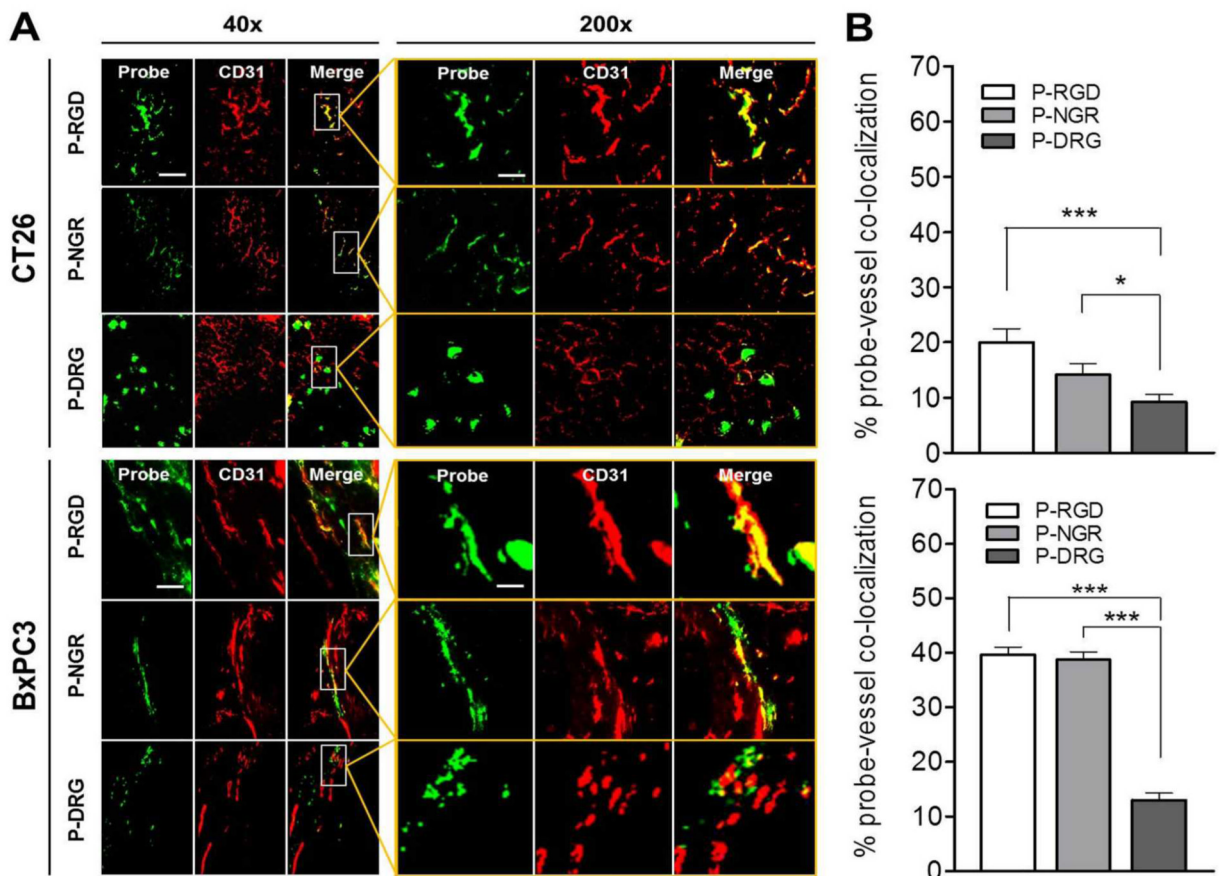 A
40x
200x
CT26
Probe CD31 Merge Probe CD31 Merge
P-RGD
P-NGR
P-DRG
BxPC3
Probe CD31 Merge Probe CD31 Merge
P-RGD
P-NGR
P-DRG
B
% probe-vessel co-localization
70
60
50
40
30
20
10
0
P-RGD
P-NGR
P-DRG
***
*
% probe-vessel co-localization
70
60
50
40
30
20
10
0
P-RGD
P-NGR
P-DRG
***
***